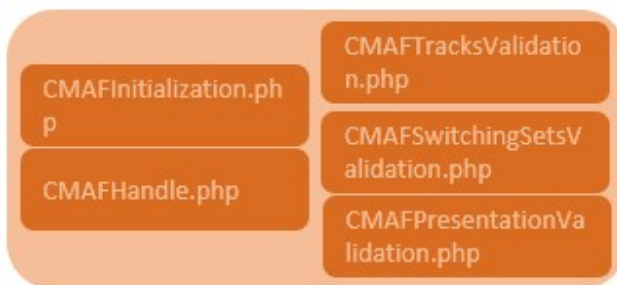 CMAFInitialization.ph
p
CMAFHandle.php
CMAFTracksValidatio
n.php
CMAFSwitchingSetsV
alidation.php
CMAFPresentationVa
lidation.php